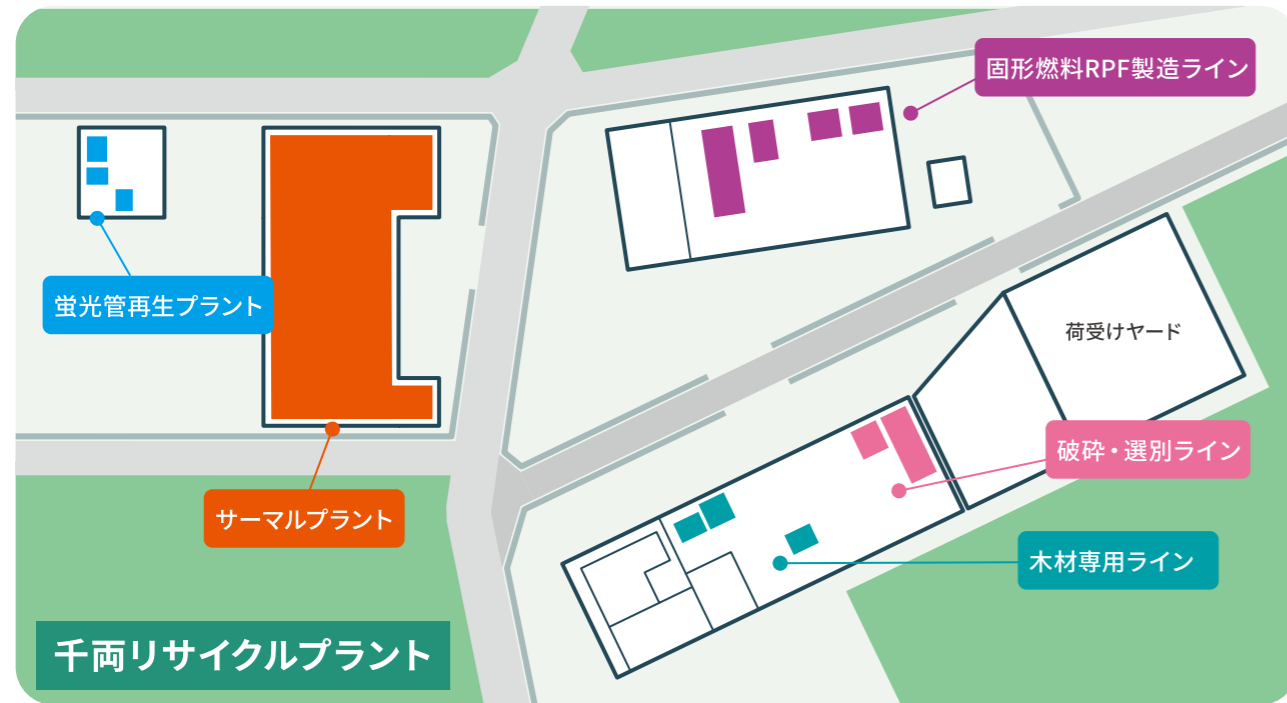 固形燃料RPF製造ライン
蛍光管再生プラント
荷受けヤード
破砕・選別ライン
サーマルプラント
木材専用ライン
千両リサイクルプラント